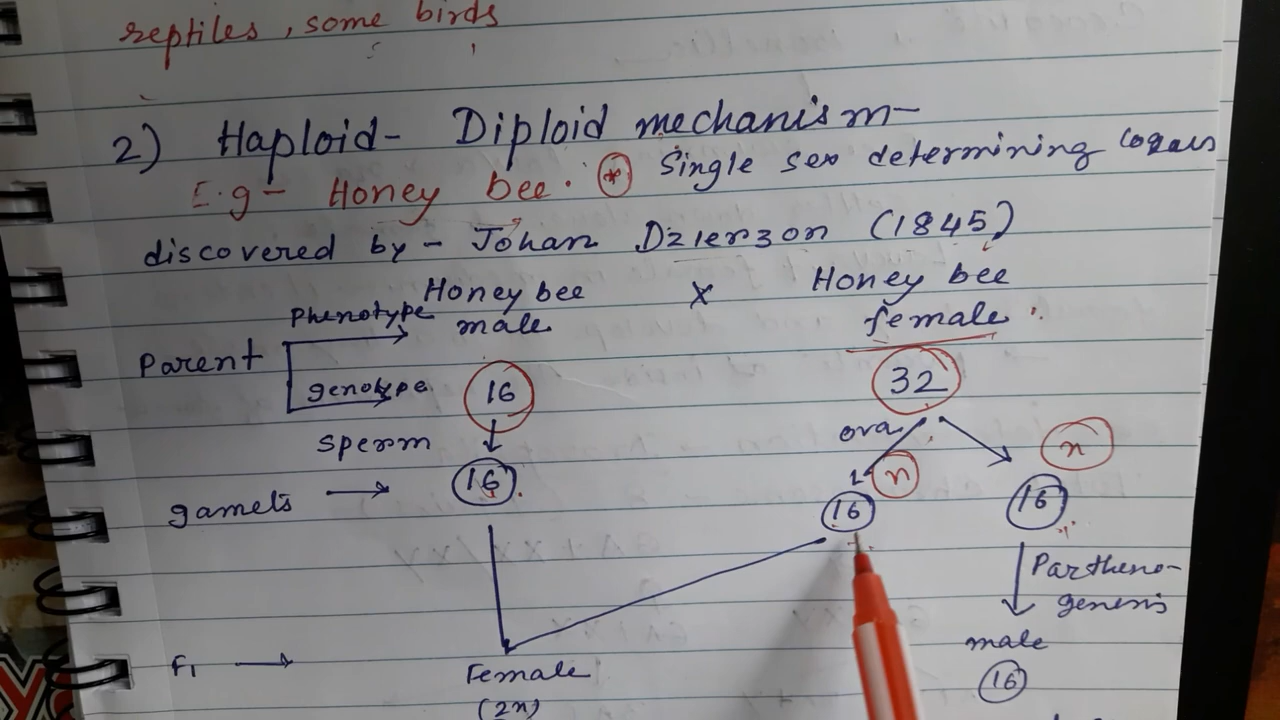 reptiles, some birds
2) Haploid- Diploid mechanism-
E.g- Honey bee. * Single sex determining
discovered by - Johan Dzierzon (1845)
Honey bee x Honey bee
Phenotype male female
Parent
genotype 16 32
sperm ora n
gamets 16 16 n 16
Partheno-
genesis
F1 Female male
(2n) 16